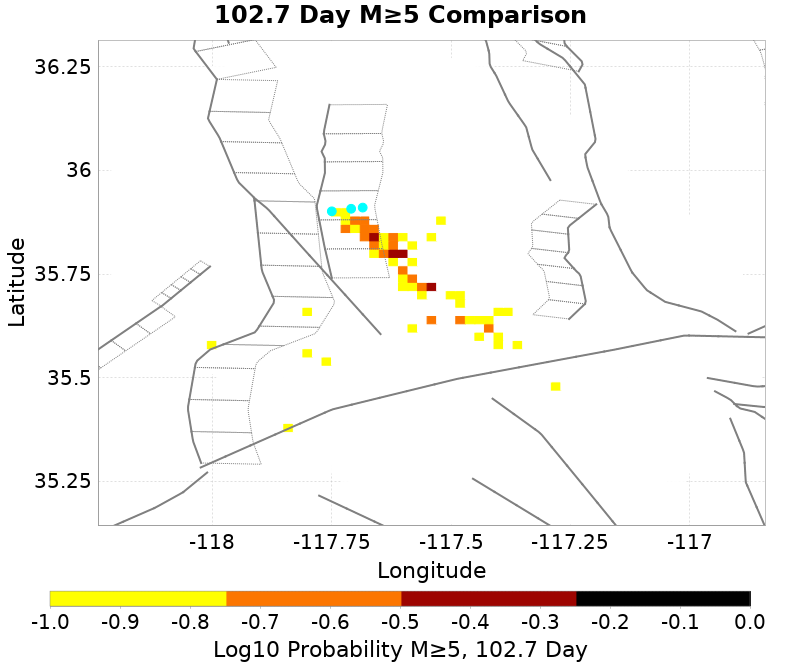 102.7 Day M≥5 Comparison
36.25
36
35.75
35.5
35.25
Latitude
-118 -117.75 -117.5 -117.25 -117
Longitude
-1.0 -0.9 -0.8 -0.7 -0.6 -0.5 -0.4 -0.3 -0.2 -0.1 0.0
Log10 Probability M≥5, 102.7 Day